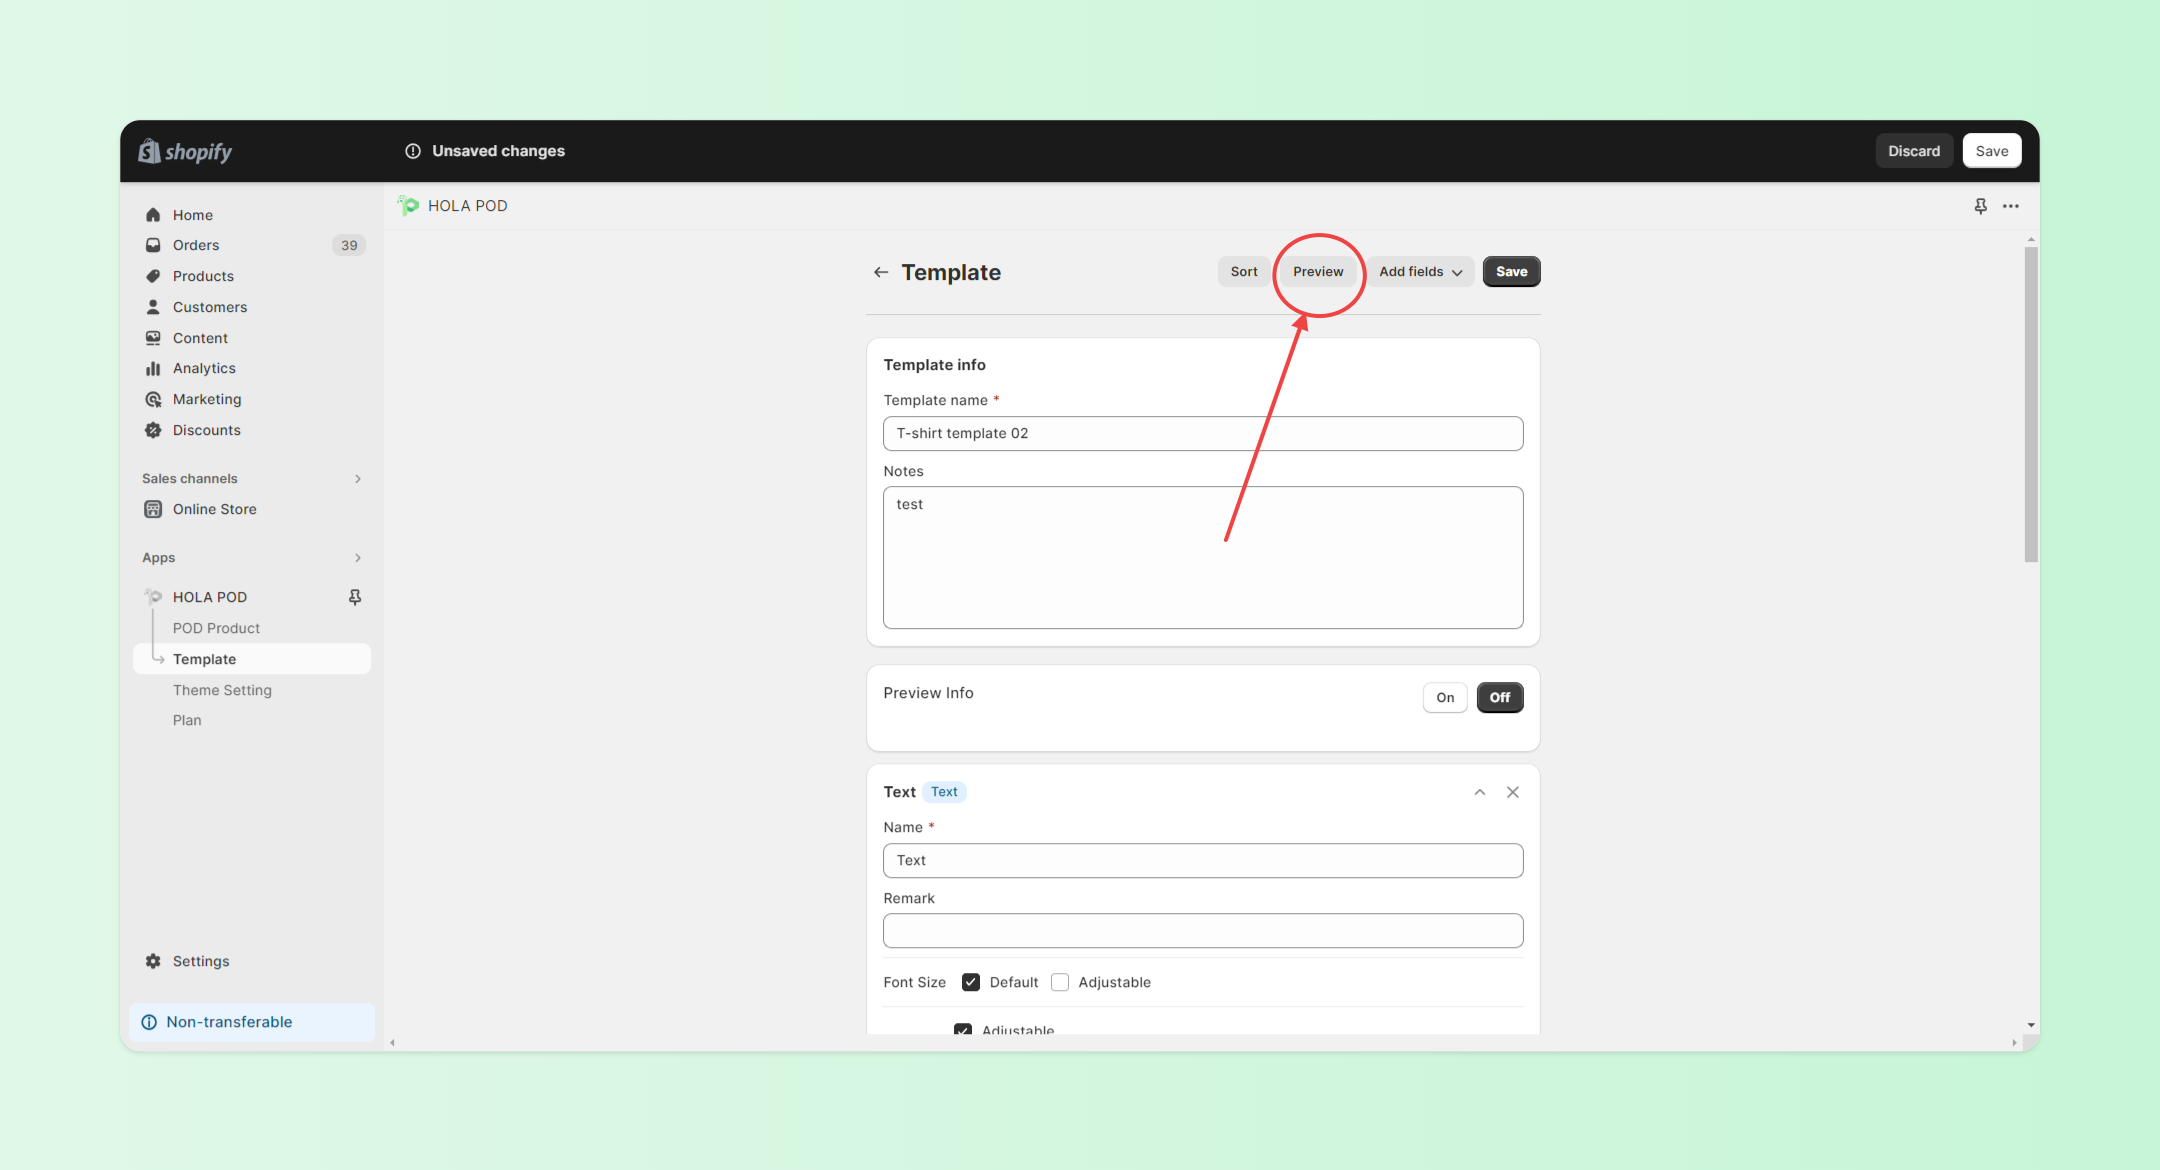 shopify
Unsaved changes
Discard
Save
HOLA POD
Home
Orders 39
Products
Customers
Content
Analytics
Marketing
Discounts
Sales channels
Online Store
Apps
HOLA POD
POD Product
Template
Theme Setting
Plan
Settings
Non-transferable
Template
Sort
Preview
Add fields
Save
Template info
Template name *
T-shirt template 02
Notes
test
Preview Info
On
Off
Text Text
Name *
Text
Remark
Font Size Default Adjustable
Adjustable